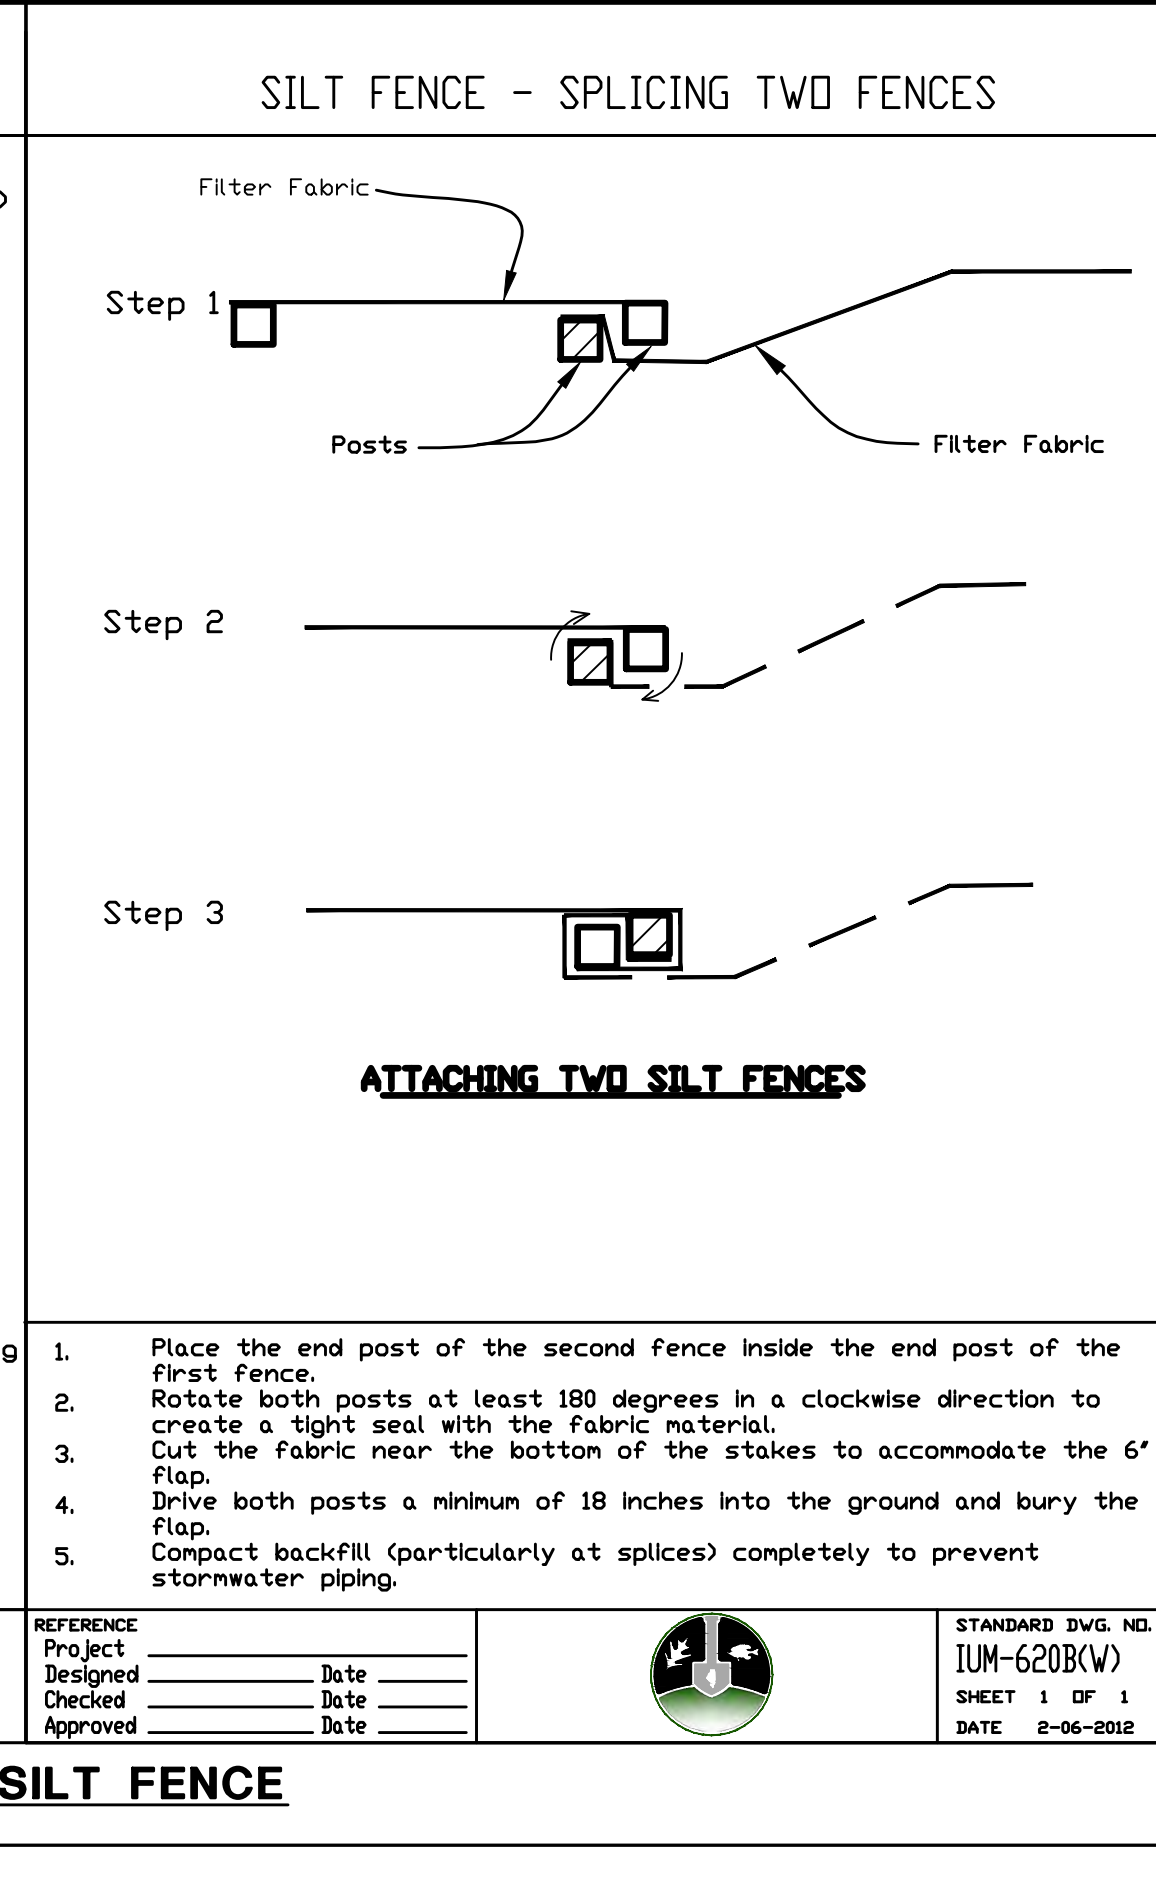 SILT FENCE - SPLICING TWO FENCES
Filter Fabric
Step 1
Posts
Filter Fabric
Step 2
Step 3
ATTACHING TWO SILT FENCES
g
1. Place the end post of the second fence inside the end post of the
first fence.
2. Rotate both posts at least 180 degrees in a clockwise direction to
create a tight seal with the fabric material.
3. Cut the fabric near the bottom of the stakes to accommodate the 6"
flap.
4. Drive both posts a minimum of 18 inches into the ground and bury the
flap.
5. Compact backfill (particularly at splices) completely to prevent
stormwater piping.
REFERENCE
Project
Designed Date
Checked Date
Approved Date
STANDARD DWG. NO.
IUM-620B(W)
SHEET 1 OF 1
DATE 2-06-2012
SILT FENCE